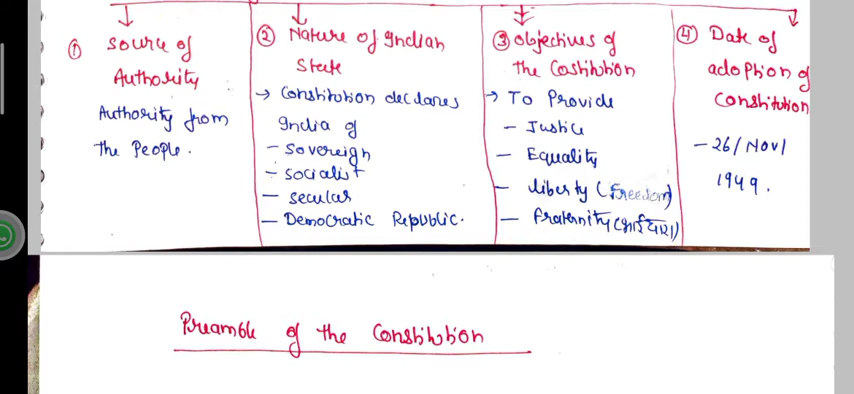 ① Source of
Authority
Authority from
the People.
② Nature of Indian
State
→ Constitution declares
India of
- Sovereign
- Socialist
- Secular
- Democratic Republic.
③ Objectives of
the Costitution
→ To Provide
- Justice
- Equality
- liberty (freedom)
- fraternity (भाईचारा)
④ Date of
adoption of
Constitution
- 26/Nov/
1949.
Preamble of the Constitution